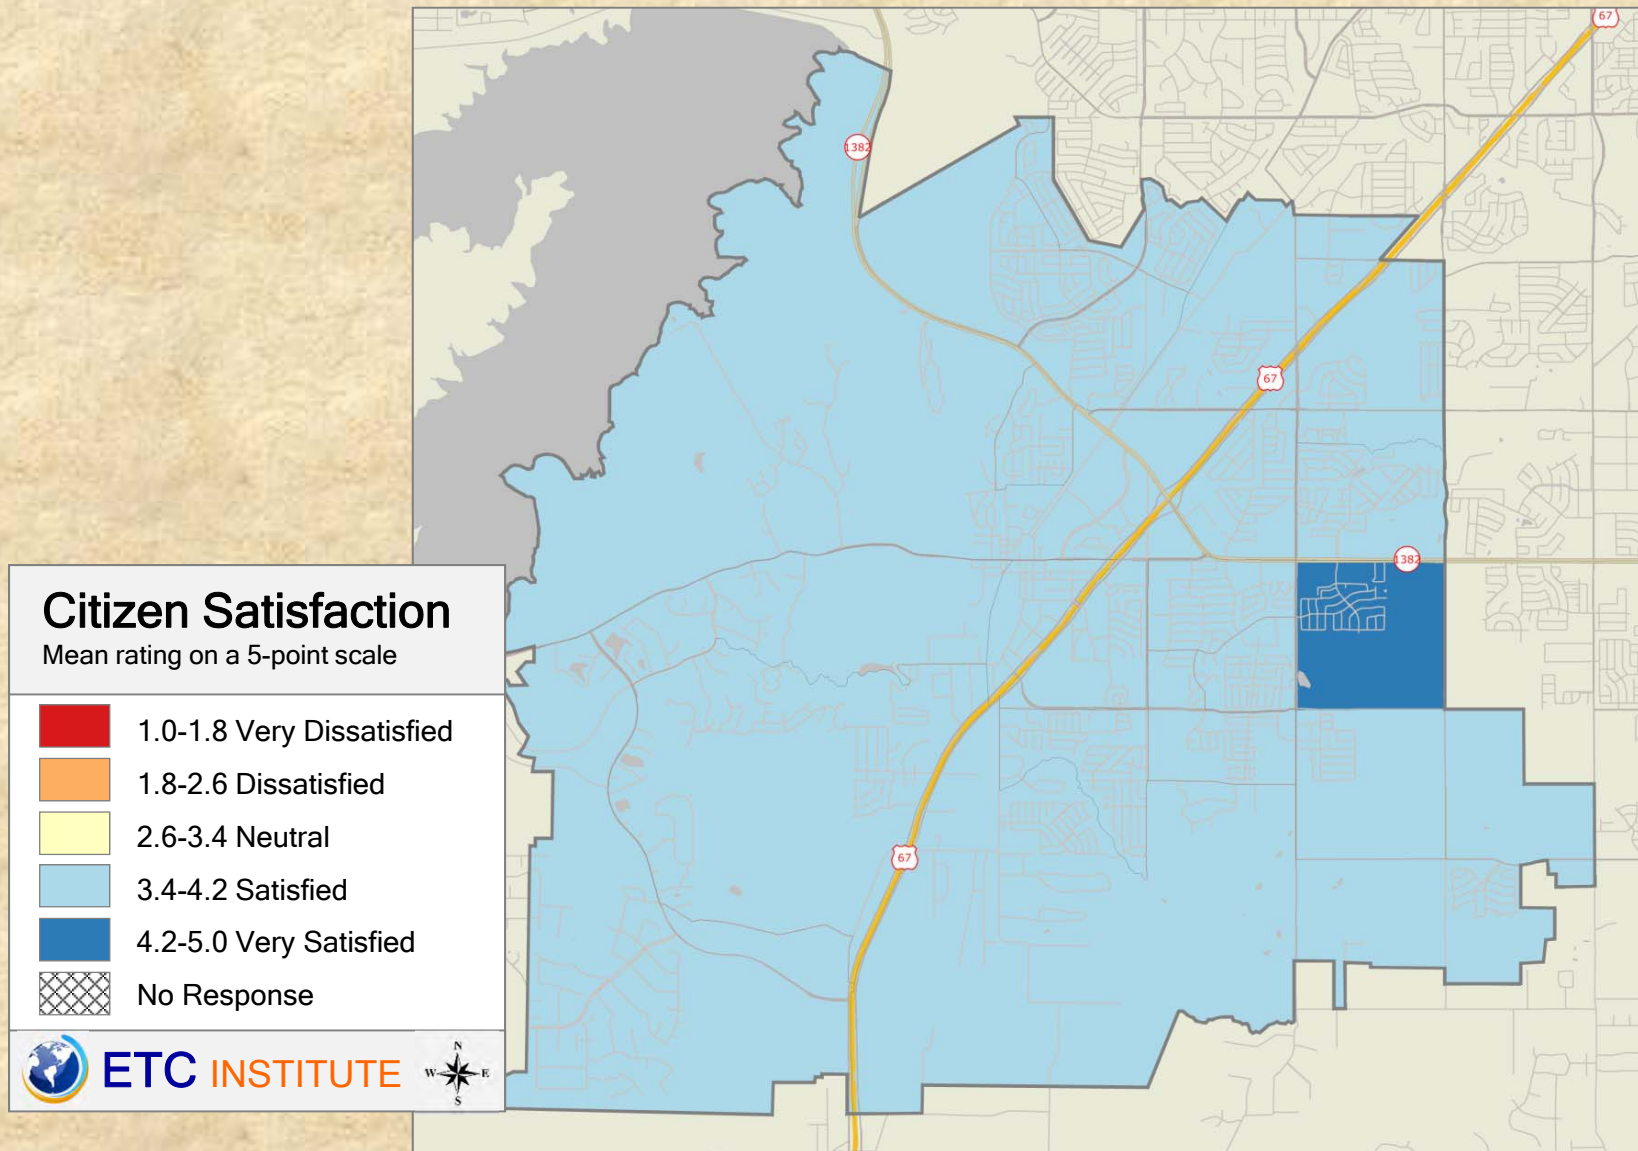 67
1382
67
1382
67
Citizen Satisfaction
Mean rating on a 5-point scale
1.0-1.8 Very Dissatisfied
1.8-2.6 Dissatisfied
2.6-3.4 Neutral
3.4-4.2 Satisfied
4.2-5.0 Very Satisfied
No Response
ETC INSTITUTE
N
W E
S